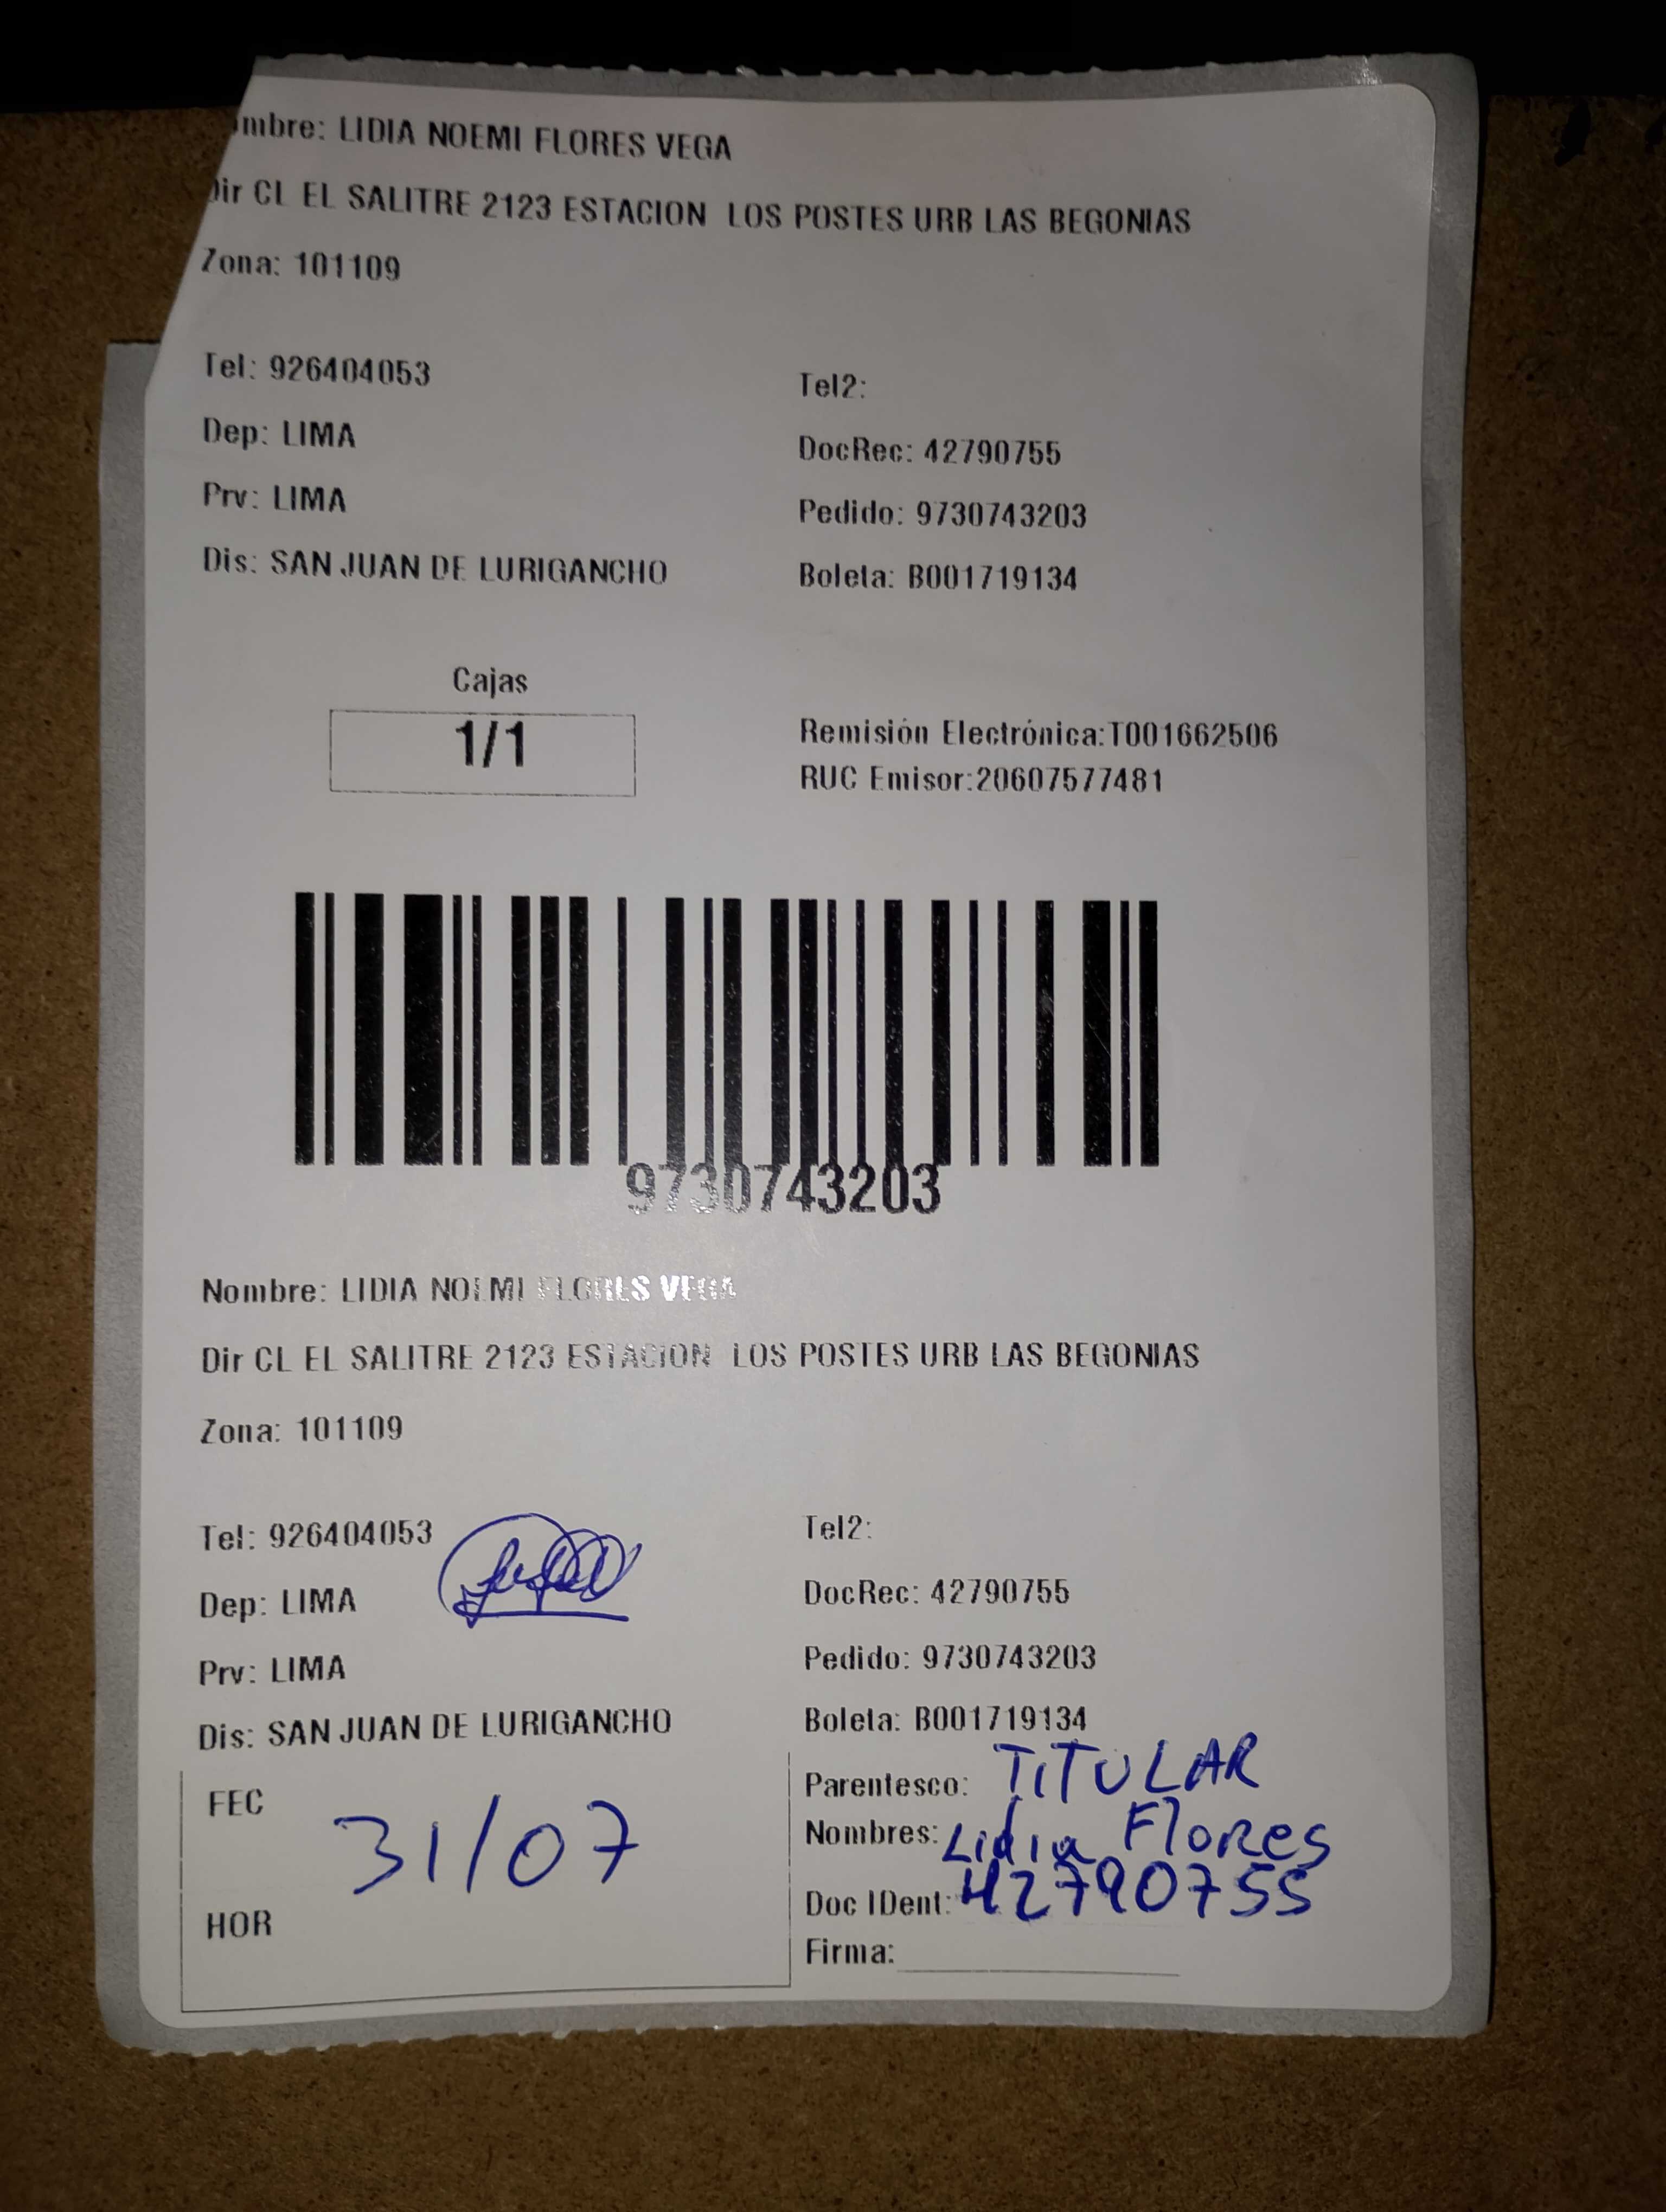 mbre: LIDIA NOEMI FLORES VEGA
Dir CL EL SALITRE 2123 ESTACION LOS POSTES URB LAS BEGONIAS
Zona: 101109
Tel: 926404053
Tel2:
Dep: LIMA
DocRec: 42790755
Prv: LIMA
Pedido: 9730743203
Dis: SAN JUAN DE LURIGANCHO
Boleta: B001719134
Cajas
1/1
Remisión Electrónica:T001662506
RUC Emisor:20607577481
9730743203
Nombre: LIDIA NOEMI FLORES VEGA
Dir CL EL SALITRE 2123 ESTACION LOS POSTES URB LAS BEGONIAS
Zona: 101109
Tel: 926404053
Tel2:
Dep: LIMA
DocRec: 42790755
Prv: LIMA
Pedido: 9730743203
Dis: SAN JUAN DE LURIGANCHO
Boleta: B001719134
FEC 31/07
HOR
Parentesco: TITULAR
Nombres: Lidia Flores
Doc IDent: 42790755
Firma: